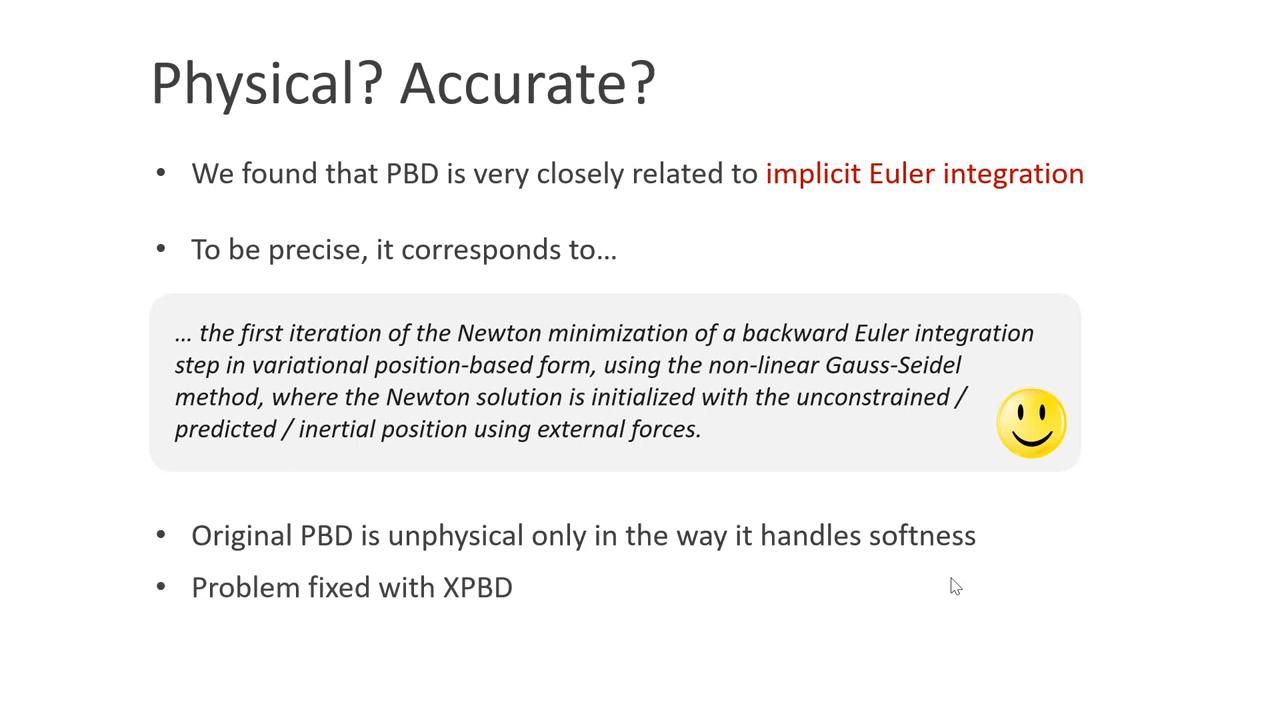 Physical? Accurate?
• We found that PBD is very closely related to implicit Euler integration
• To be precise, it corresponds to...
... the first iteration of the Newton minimization of a backward Euler integration
step in variational position-based form, using the non-linear Gauss-Seidel
method, where the Newton solution is initialized with the unconstrained /
predicted / inertial position using external forces.
• Original PBD is unphysical only in the way it handles softness
• Problem fixed with XPBD